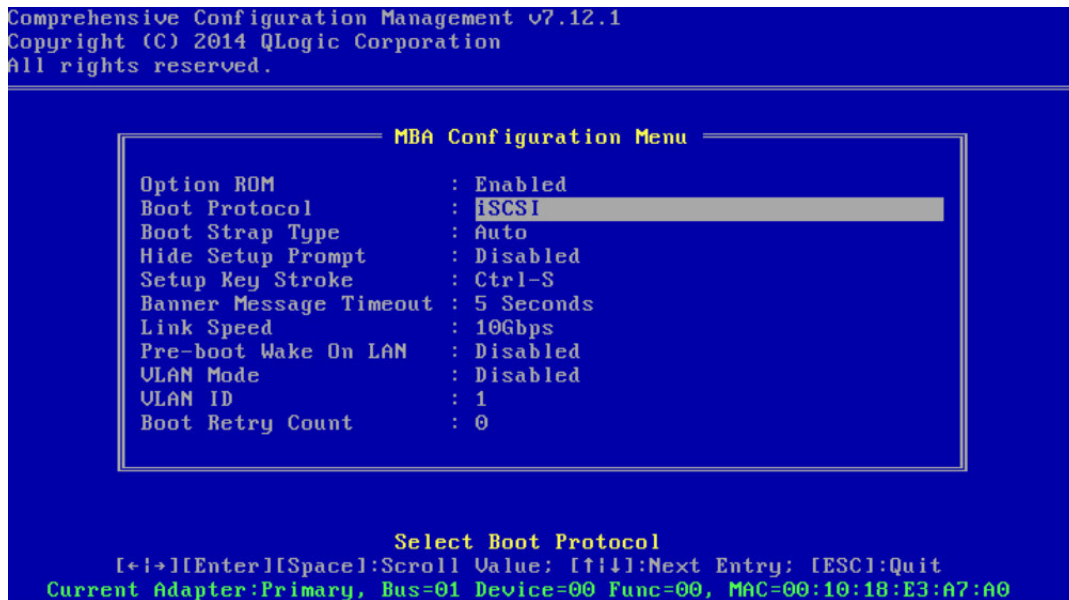 Comprehensive Configuration Management v7.12.1
Copyright (C) 2014 QLogic Corporation
All rights reserved.
MBA Configuration Menu
Option ROM : Enabled
Boot Protocol : iSCSI
Boot Strap Type : Auto
Hide Setup Prompt : Disabled
Setup Key Stroke : Ctrl-S
Banner Message Timeout : 5 Seconds
Link Speed : 10Gbps
Pre-boot Wake On LAN : Disabled
VLAN Mode : Disabled
VLAN ID : 1
Boot Retry Count : 0
Select Boot Protocol
[←|→][Enter][Space]:Scroll Value; [↑|↓]:Next Entry; [ESC]:Quit
Current Adapter:Primary, Bus=01 Device=00 Func=00, MAC=00:10:18:E3:A7:A0